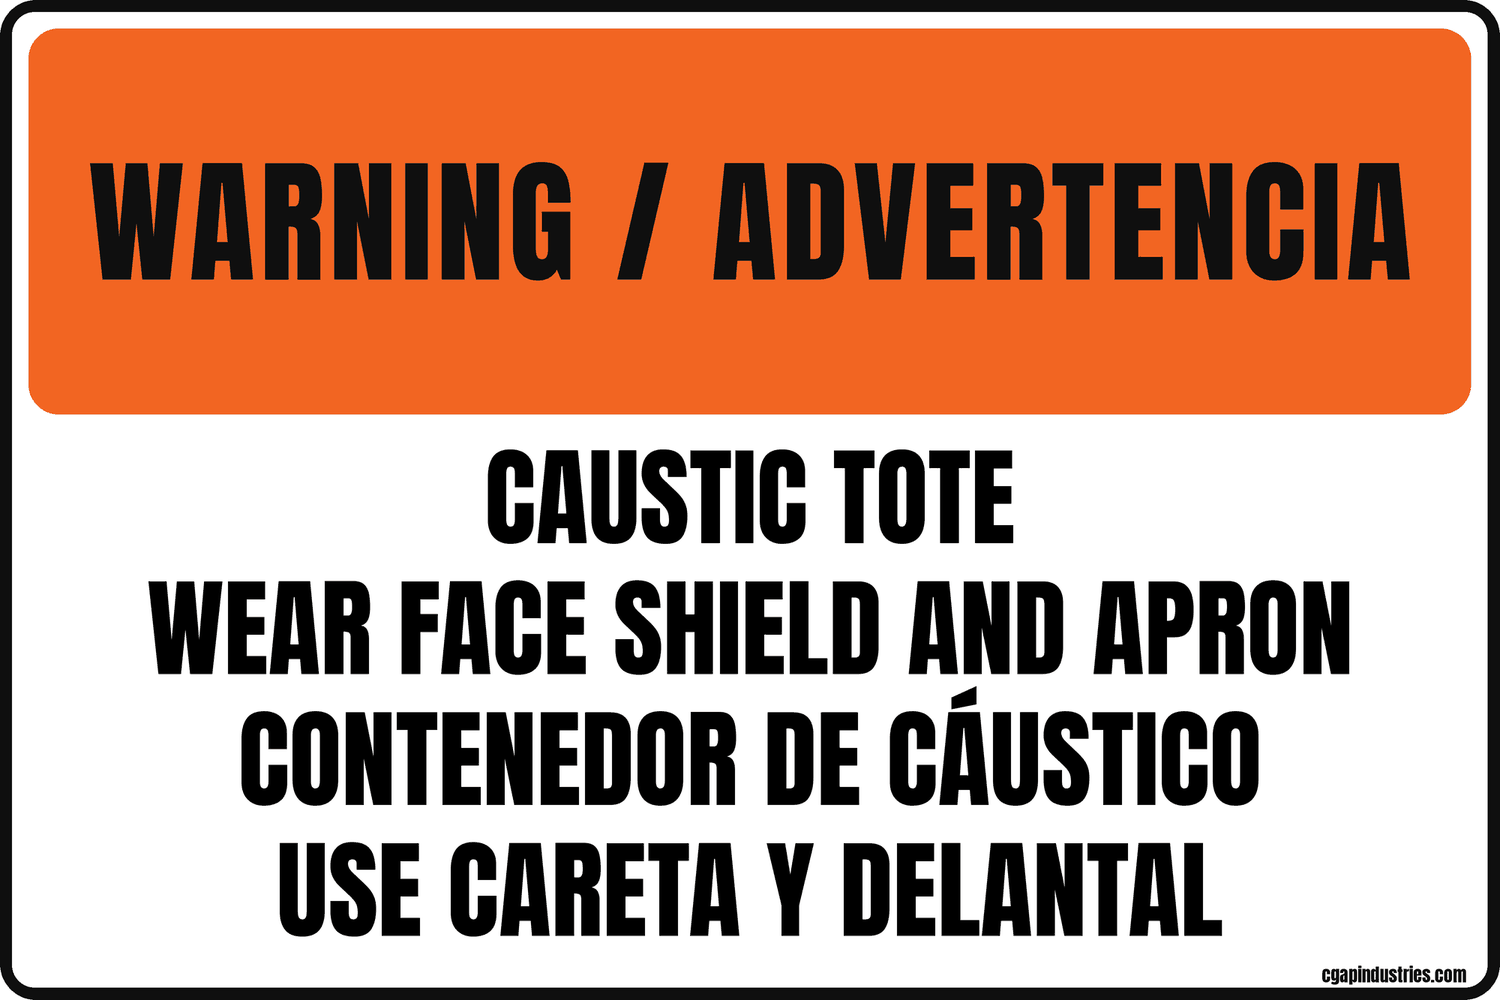 WARNING / ADVERTENCIA
CAUSTIC TOTE
WEAR FACE SHIELD AND APRON
CONTENEDOR DE CÁUSTICO
USE CARETA Y DELANTAL
cgapindustries.com